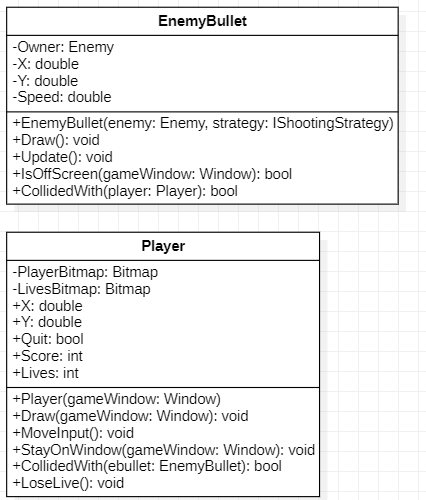 EnemyBullet
-Owner: Enemy
-X: double
-Y: double
-Speed: double
+EnemyBullet(enemy: Enemy, strategy: IShootingStrategy)
+Draw(): void
+Update(): void
+IsOffScreen(gameWindow: Window): bool
+CollidedWith(player: Player): bool
Player
-PlayerBitmap: Bitmap
-LivesBitmap: Bitmap
+X: double
+Y: double
+Quit: bool
+Score: int
+Lives: int
+Player(gameWindow: Window)
+Draw(gameWindow: Window): void
+MoveInput(): void
+StayOnWindow(gameWindow: Window): void
+CollidedWith(ebullet: EnemyBullet): bool
+LoseLive(): void